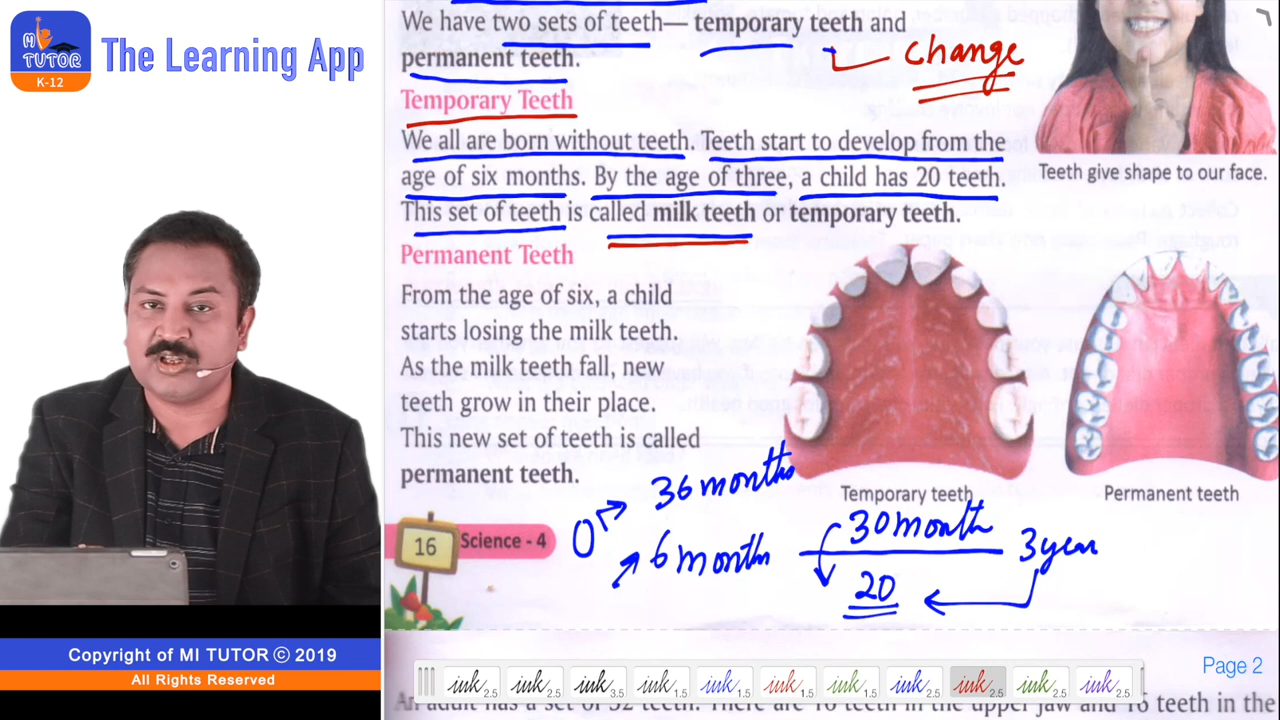 MI
TUTOR
K-12
The Learning App
We have two sets of teeth— temporary teeth and
permanent teeth.
change
Temporary Teeth
We all are born without teeth. Teeth start to develop from the
age of six months. By the age of three, a child has 20 teeth.
This set of teeth is called milk teeth or temporary teeth.
Teeth give shape to our face.
Permanent Teeth
From the age of six, a child
starts losing the milk teeth.
As the milk teeth fall, new
teeth grow in their place.
This new set of teeth is called
permanent teeth.
Temporary teeth
Permanent teeth
36 months
0
6 months
30 month
3 year
20
16
Science - 4
Copyright of MI TUTOR © 2019
All Rights Reserved
Page 2
ink 2.5 ink 2.5 ink 3.5 ink 1.5 ink 1.5 ink 1.5 ink 1.5 ink 2.5 ink 2.5 ink 2.5 ink 2.5
An adult has a set of 32 teeth. There are 16 teeth in the upper jaw and 16 teeth in the